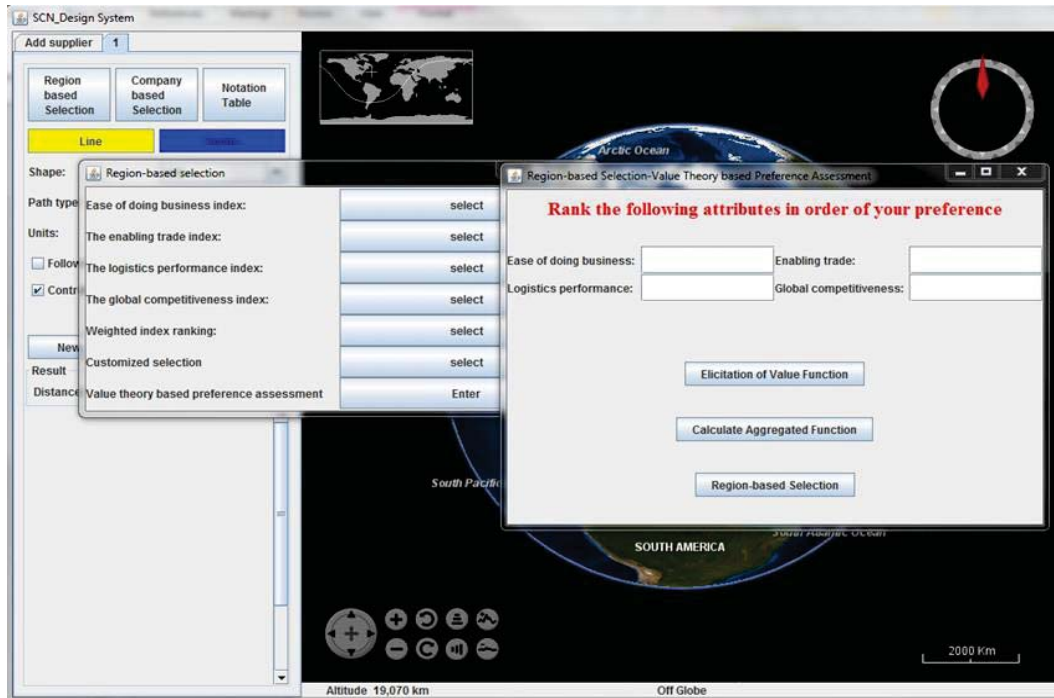 SCN_Design System
Add supplier
1
Region based Selection
Company based Selection
Notation Table
Line
Shape:
Path type
Units:
Follow
Contr
New
Result
Distance
Region-based selection
Ease of doing business index:
select
The enabling trade index:
select
The logistics performance index:
select
The global competitiveness index:
select
Weighted index ranking:
select
Customized selection
select
Value theory based preference assessment
Enter
Arctic Ocean
Region-based Selection-Value Theory based Preference Assessment
Rank the following attributes in order of your preference
Ease of doing business:
Enabling trade:
Logistics performance:
Global competitiveness:
Elicitation of Value Function
Calculate Aggregated Function
Region-based Selection
South Pacific
South Atlantic Ocean
SOUTH AMERICA
2000 Km
Altitude 19,070 km
Off Globe